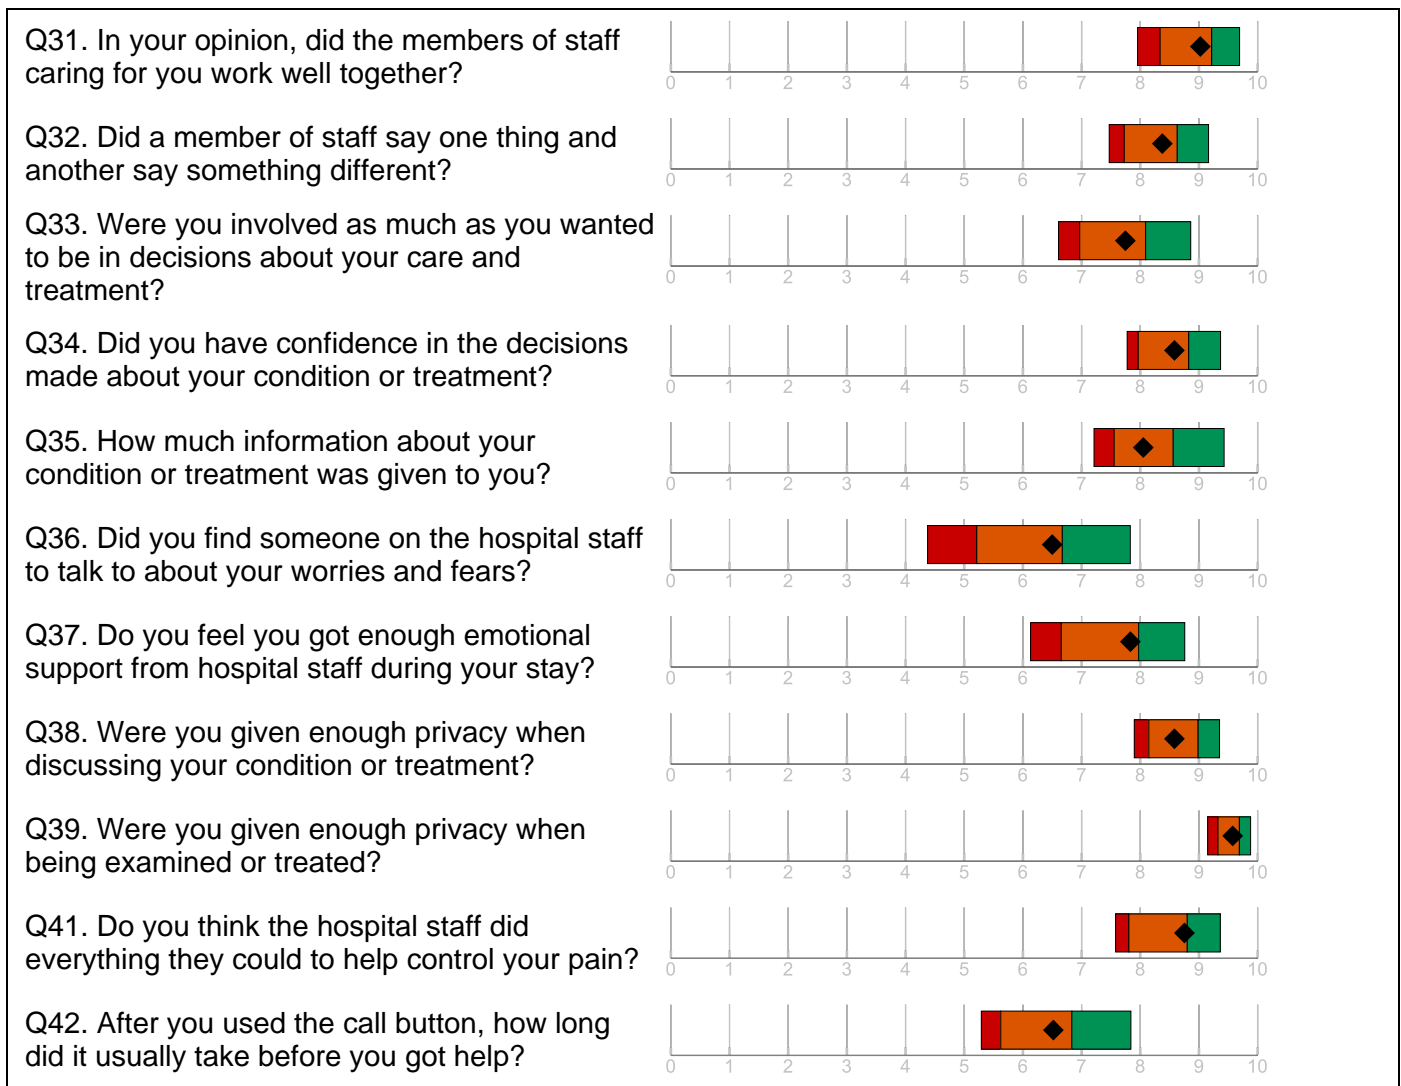 Q31. In your opinion, did the members of staff
caring for you work well together?
0 1 2 3 4 5 6 7 8 9 10
Q32. Did a member of staff say one thing and
another say something different?
0 1 2 3 4 5 6 7 8 9 10
Q33. Were you involved as much as you wanted
to be in decisions about your care and
treatment?
0 1 2 3 4 5 6 7 8 9 10
Q34. Did you have confidence in the decisions
made about your condition or treatment?
0 1 2 3 4 5 6 7 8 9 10
Q35. How much information about your
condition or treatment was given to you?
0 1 2 3 4 5 6 7 8 9 10
Q36. Did you find someone on the hospital staff
to talk to about your worries and fears?
0 1 2 3 4 5 6 7 8 9 10
Q37. Do you feel you got enough emotional
support from hospital staff during your stay?
0 1 2 3 4 5 6 7 8 9 10
Q38. Were you given enough privacy when
discussing your condition or treatment?
0 1 2 3 4 5 6 7 8 9 10
Q39. Were you given enough privacy when
being examined or treated?
0 1 2 3 4 5 6 7 8 9 10
Q41. Do you think the hospital staff did
everything they could to help control your pain?
0 1 2 3 4 5 6 7 8 9 10
Q42. After you used the call button, how long
did it usually take before you got help?
0 1 2 3 4 5 6 7 8 9 10